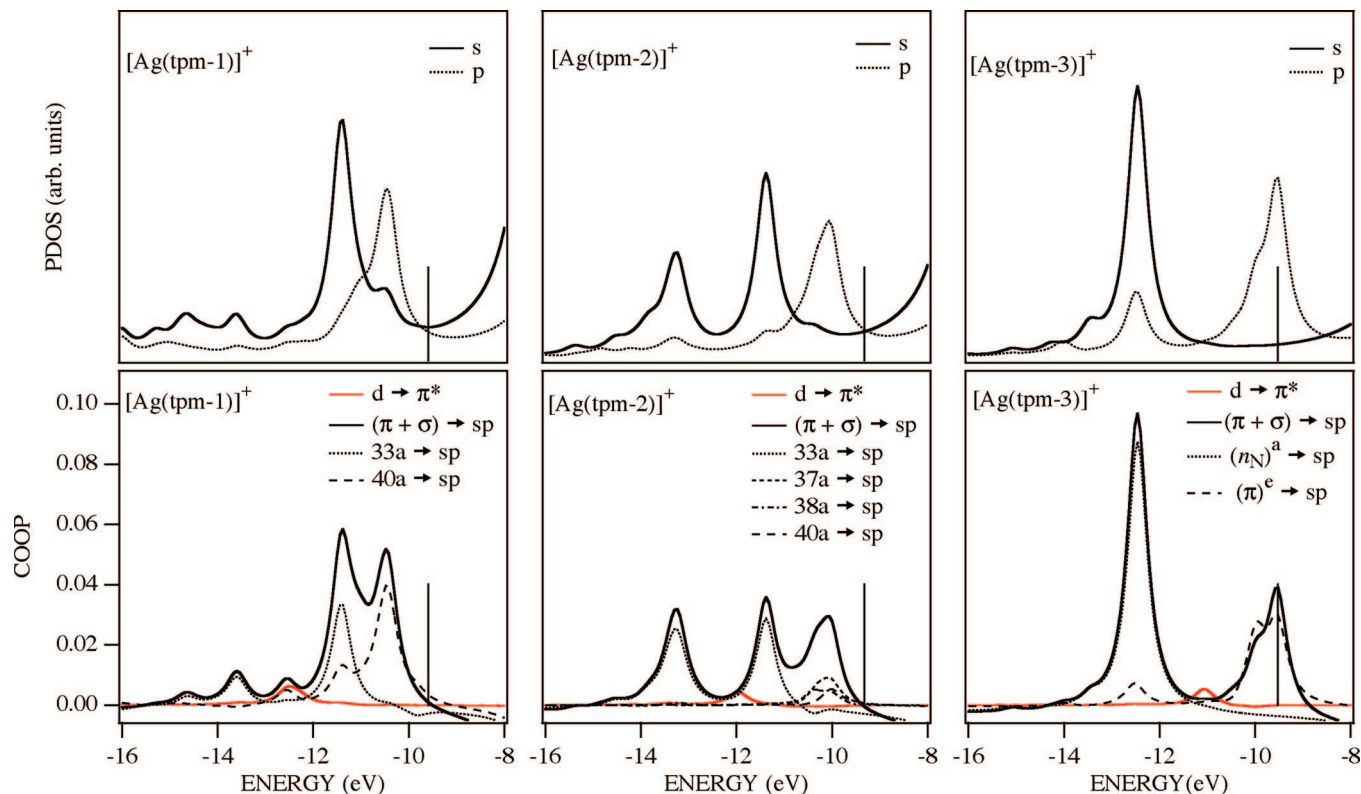 [Ag(tpm-1)]⁺
s
p
[Ag(tpm-2)]⁺
s
p
[Ag(tpm-3)]⁺
s
p
PDOS (arb. units)
[Ag(tpm-1)]⁺
d → π*
(π + σ) → sp
33a → sp
40a → sp
[Ag(tpm-2)]⁺
d → π*
(π + σ) → sp
33a → sp
37a → sp
38a → sp
40a → sp
[Ag(tpm-3)]⁺
d → π*
(π + σ) → sp
(n_N)ᵃ → sp
(π)ᵉ → sp
COOP
0.10
0.08
0.06
0.04
0.02
0.00
-16 -14 -12 -10 -8
-16 -14 -12 -10 -8
-16 -14 -12 -10 -8
ENERGY (eV)
ENERGY (eV)
ENERGY(eV)